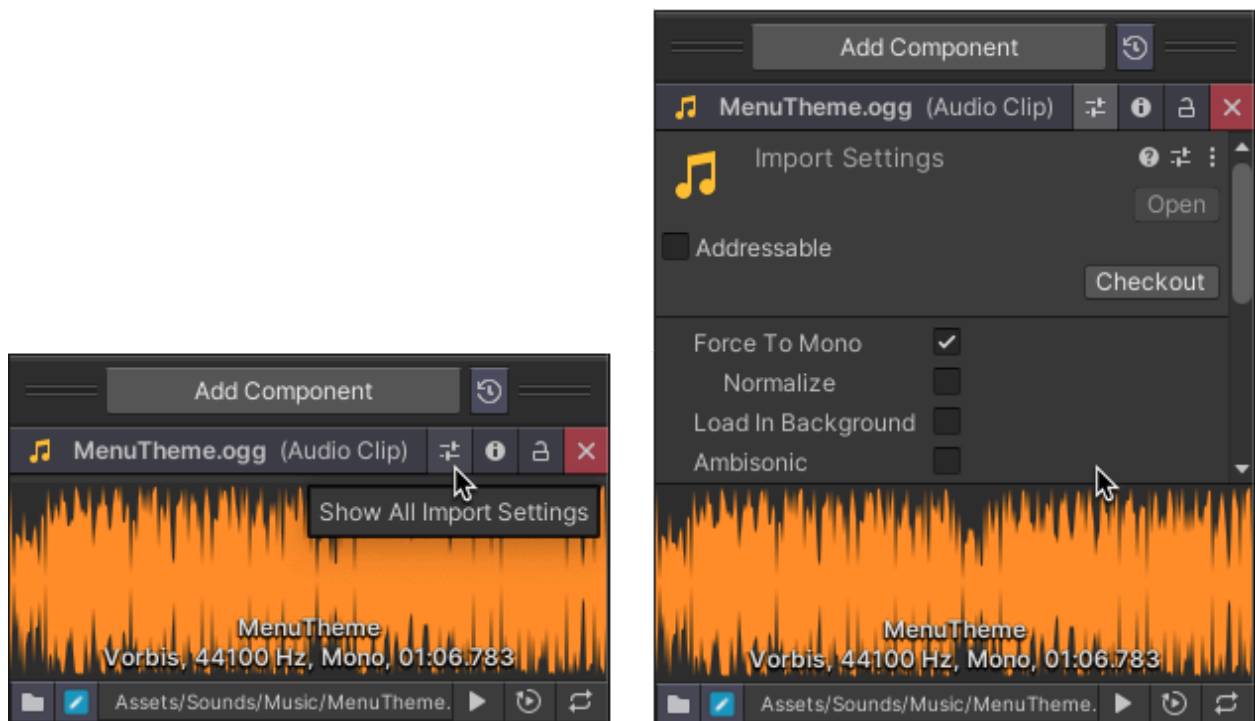 Add Component
MenuTheme.ogg (Audio Clip)
Show All Import Settings
MenuTheme
Vorbis, 44100 Hz, Mono, 01:06.783
Assets/Sounds/Music/MenuTheme.
Add Component
MenuTheme.ogg (Audio Clip)
Import Settings
Open
Addressable
Checkout
Force To Mono
Normalize
Load In Background
Ambisonic
MenuTheme
Vorbis, 44100 Hz, Mono, 01:06.783
Assets/Sounds/Music/MenuTheme.